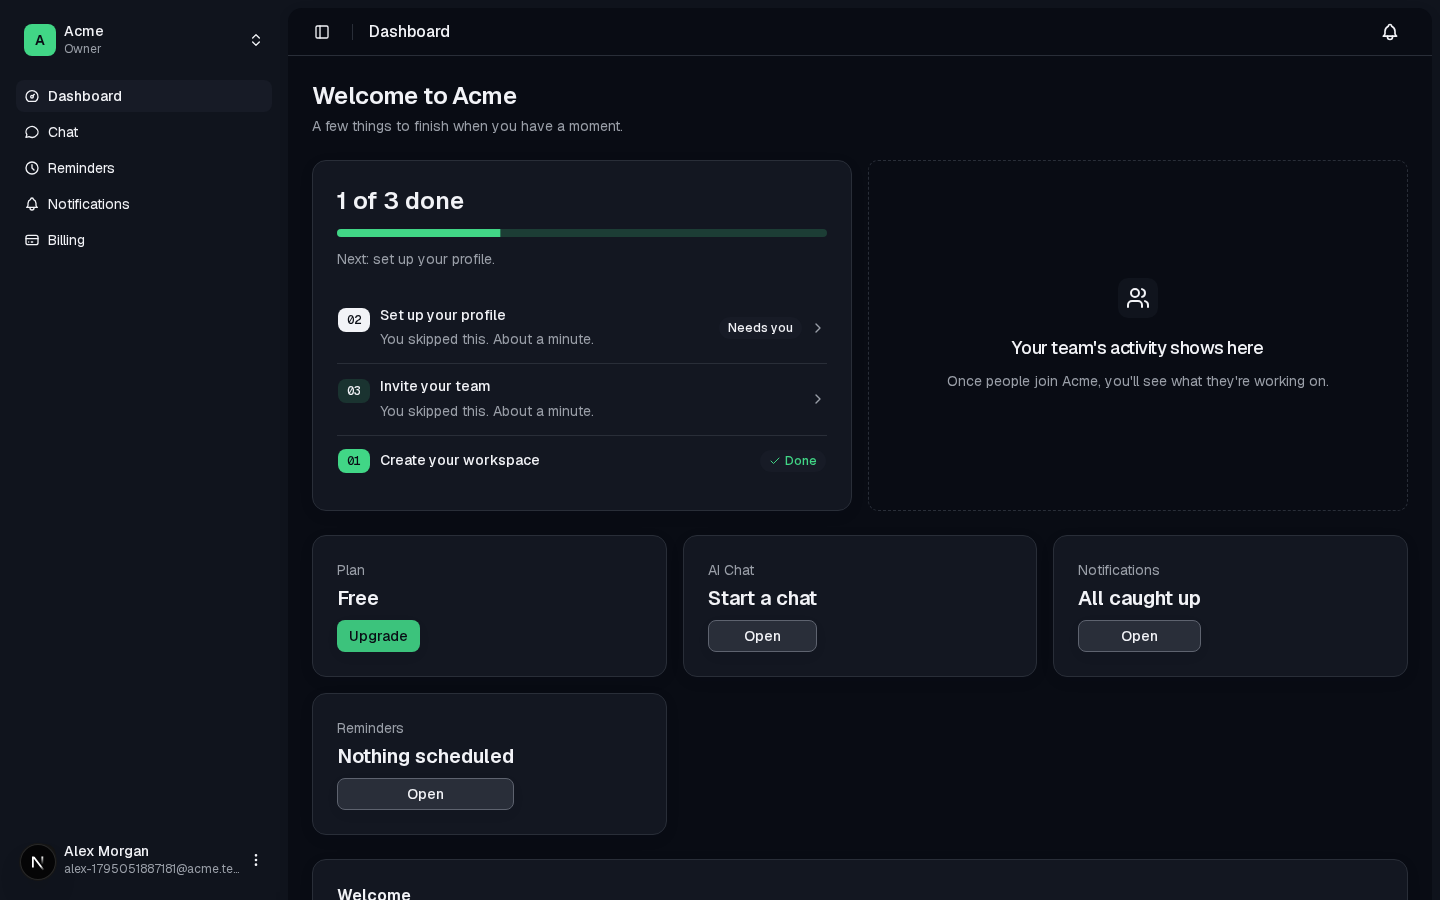 A
Acme
Owner
Dashboard
Chat
Reminders
Notifications
Billing
Alex Morgan
alex-1795051887181@acme.te...
Dashboard
Welcome to Acme
A few things to finish when you have a moment.
1 of 3 done
Next: set up your profile.
02
Set up your profile
You skipped this. About a minute.
Needs you
03
Invite your team
You skipped this. About a minute.
01
Create your workspace
Done
Your team's activity shows here
Once people join Acme, you'll see what they're working on.
Plan
Free
Upgrade
AI Chat
Start a chat
Open
Notifications
All caught up
Open
Reminders
Nothing scheduled
Open
Welcome